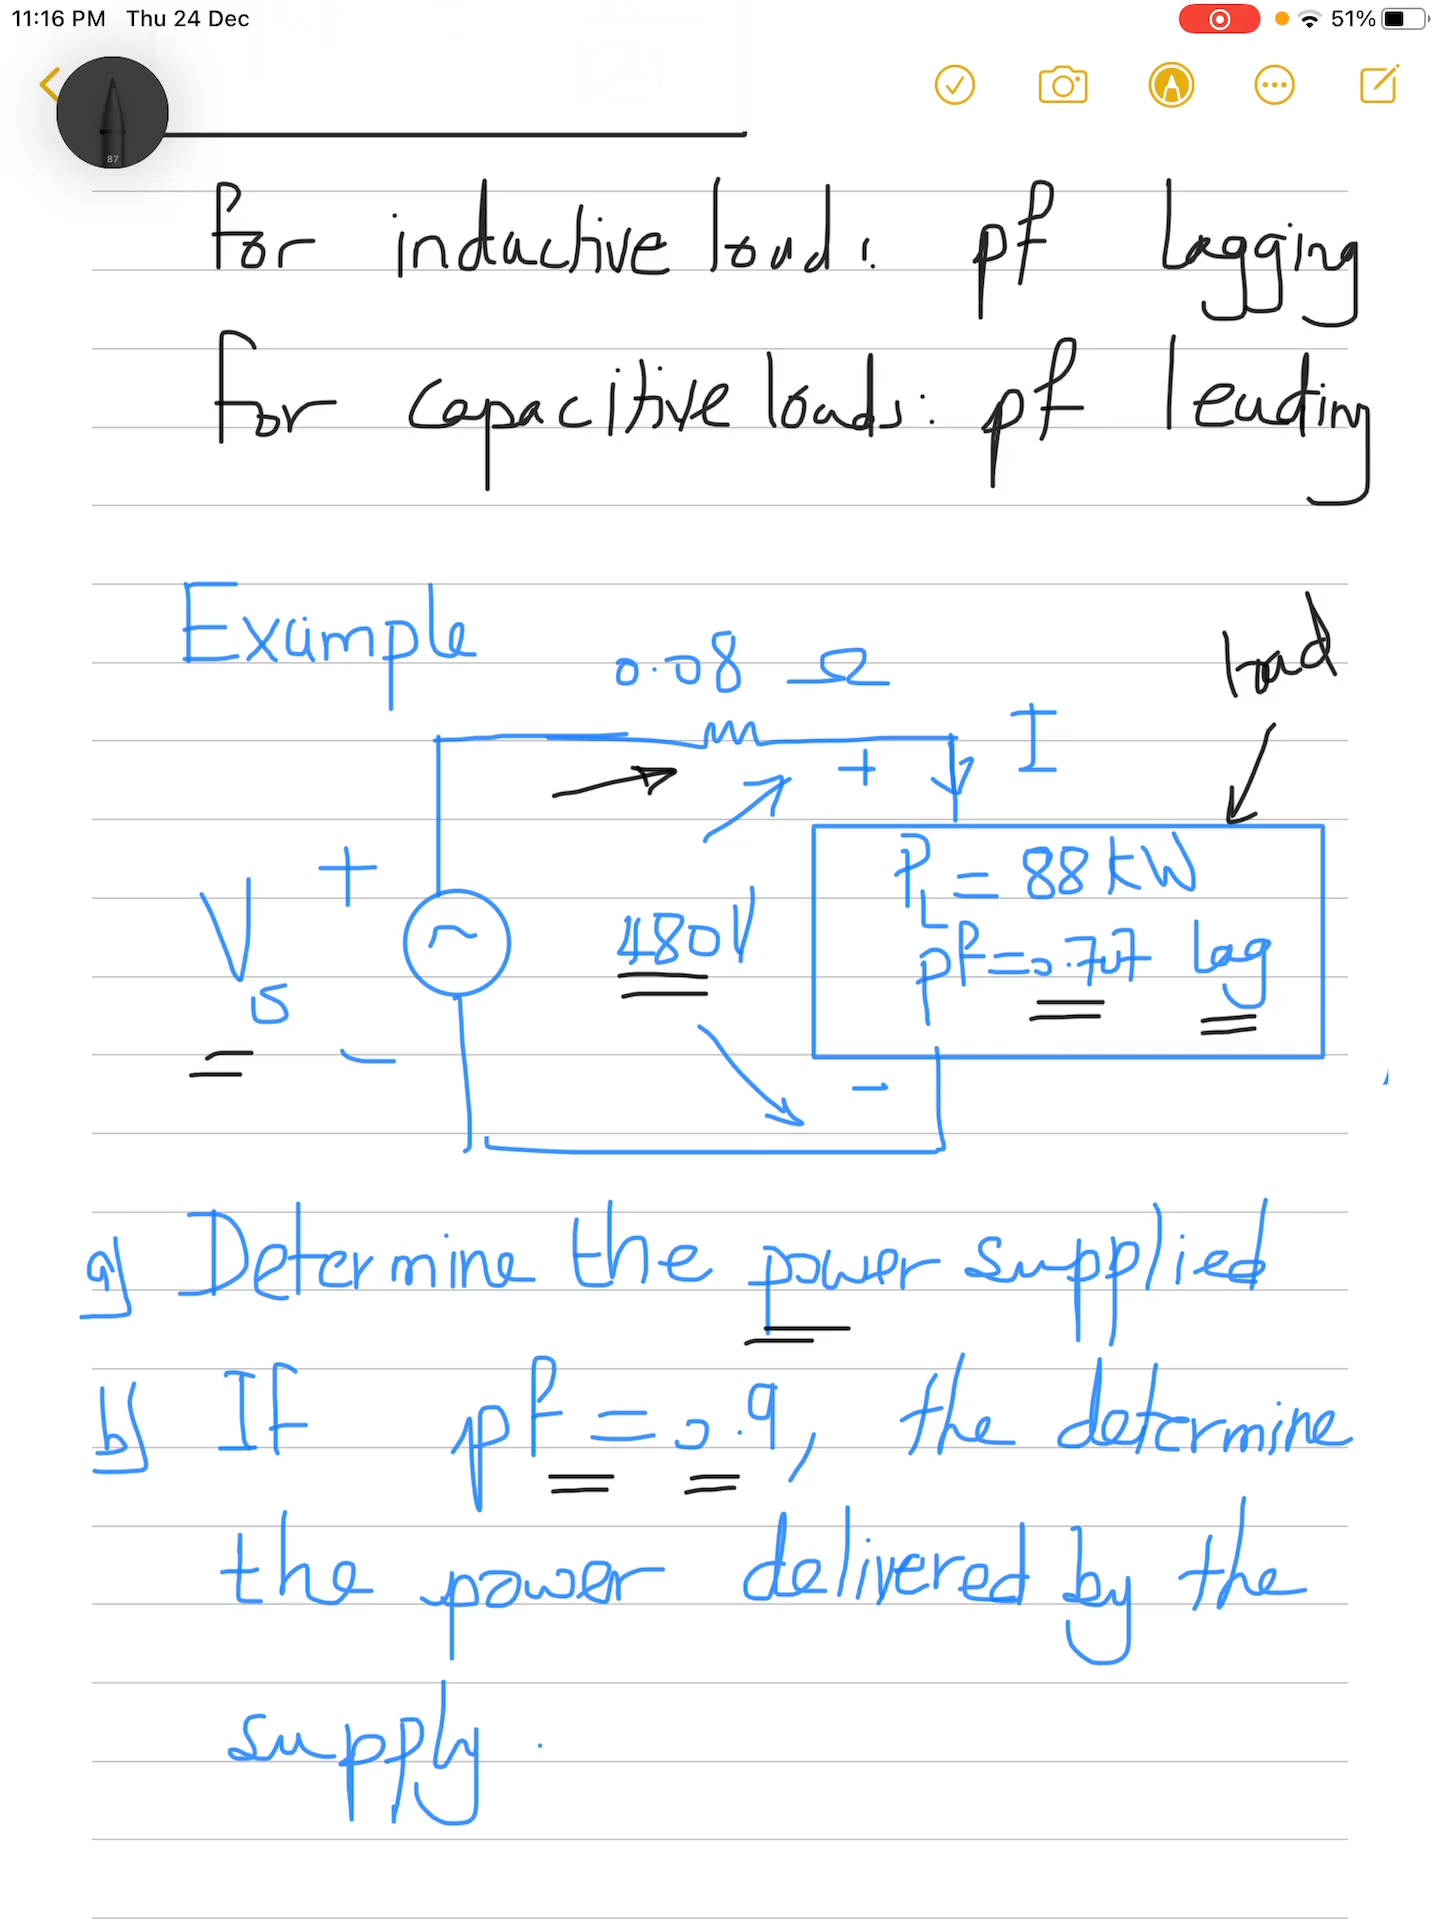 11:16 PM Thu 24 Dec 51%
87
for inductive load: pf lagging
for capacitive loads: pf leading
Example
0.08 Ω
load
I
+
+
PL = 88 kW
Vs
480V
pf = 0.707 lag
-
-
a) Determine the power supplied
b) If pf = 0.9, the determine
the power delivered by the
supply.